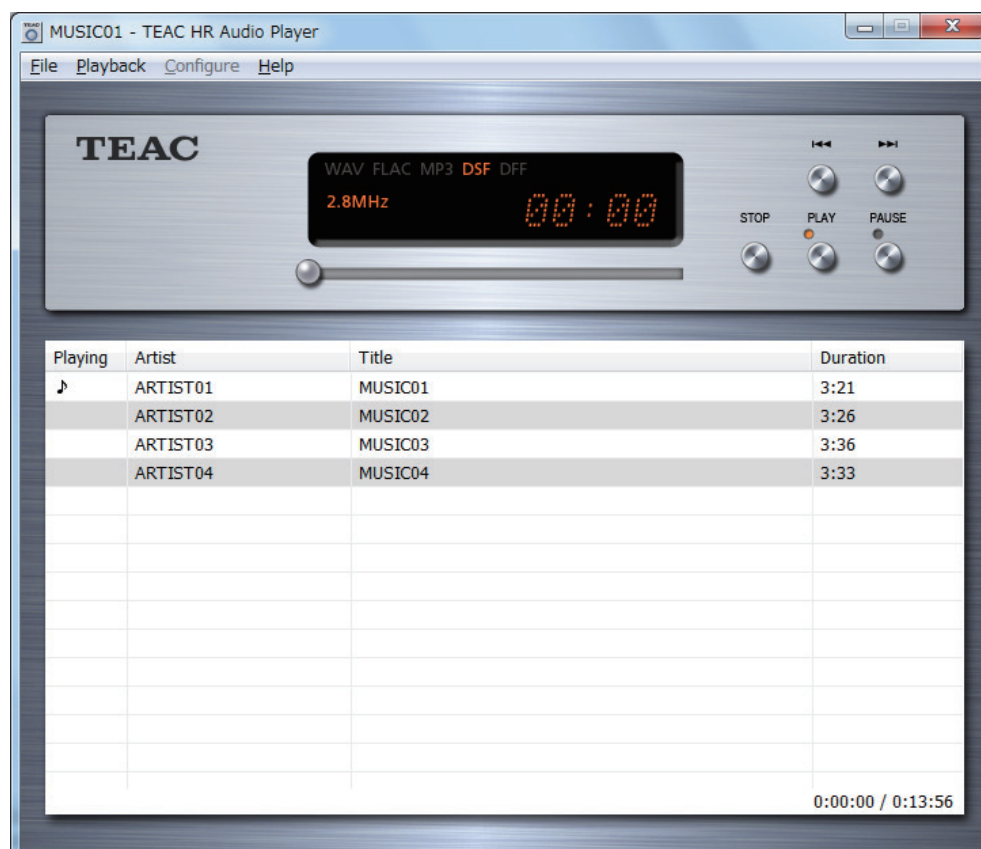 MUSIC01 - TEAC HR Audio Player
File Playback Configure Help
TEAC
WAV FLAC MP3 DSF DFF
2.8MHz 00:00
STOP PLAY PAUSE
Playing Artist Title Duration
♪ ARTIST01 MUSIC01 3:21
ARTIST02 MUSIC02 3:26
ARTIST03 MUSIC03 3:36
ARTIST04 MUSIC04 3:33
0:00:00 / 0:13:56